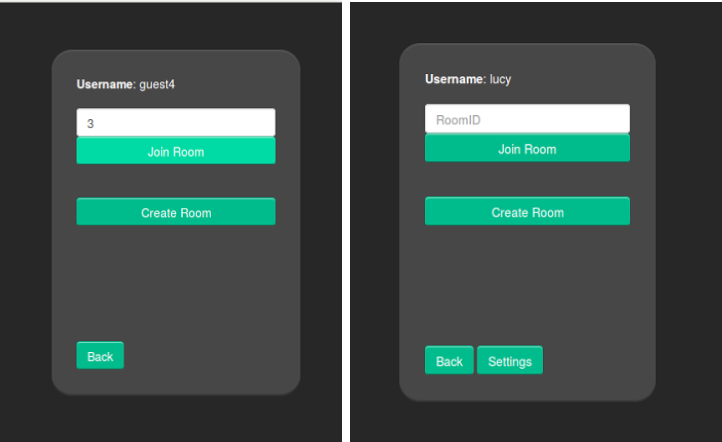 Username: guest4
3
Join Room
Create Room
Back
Username: lucy
RoomID
Join Room
Create Room
Back Settings